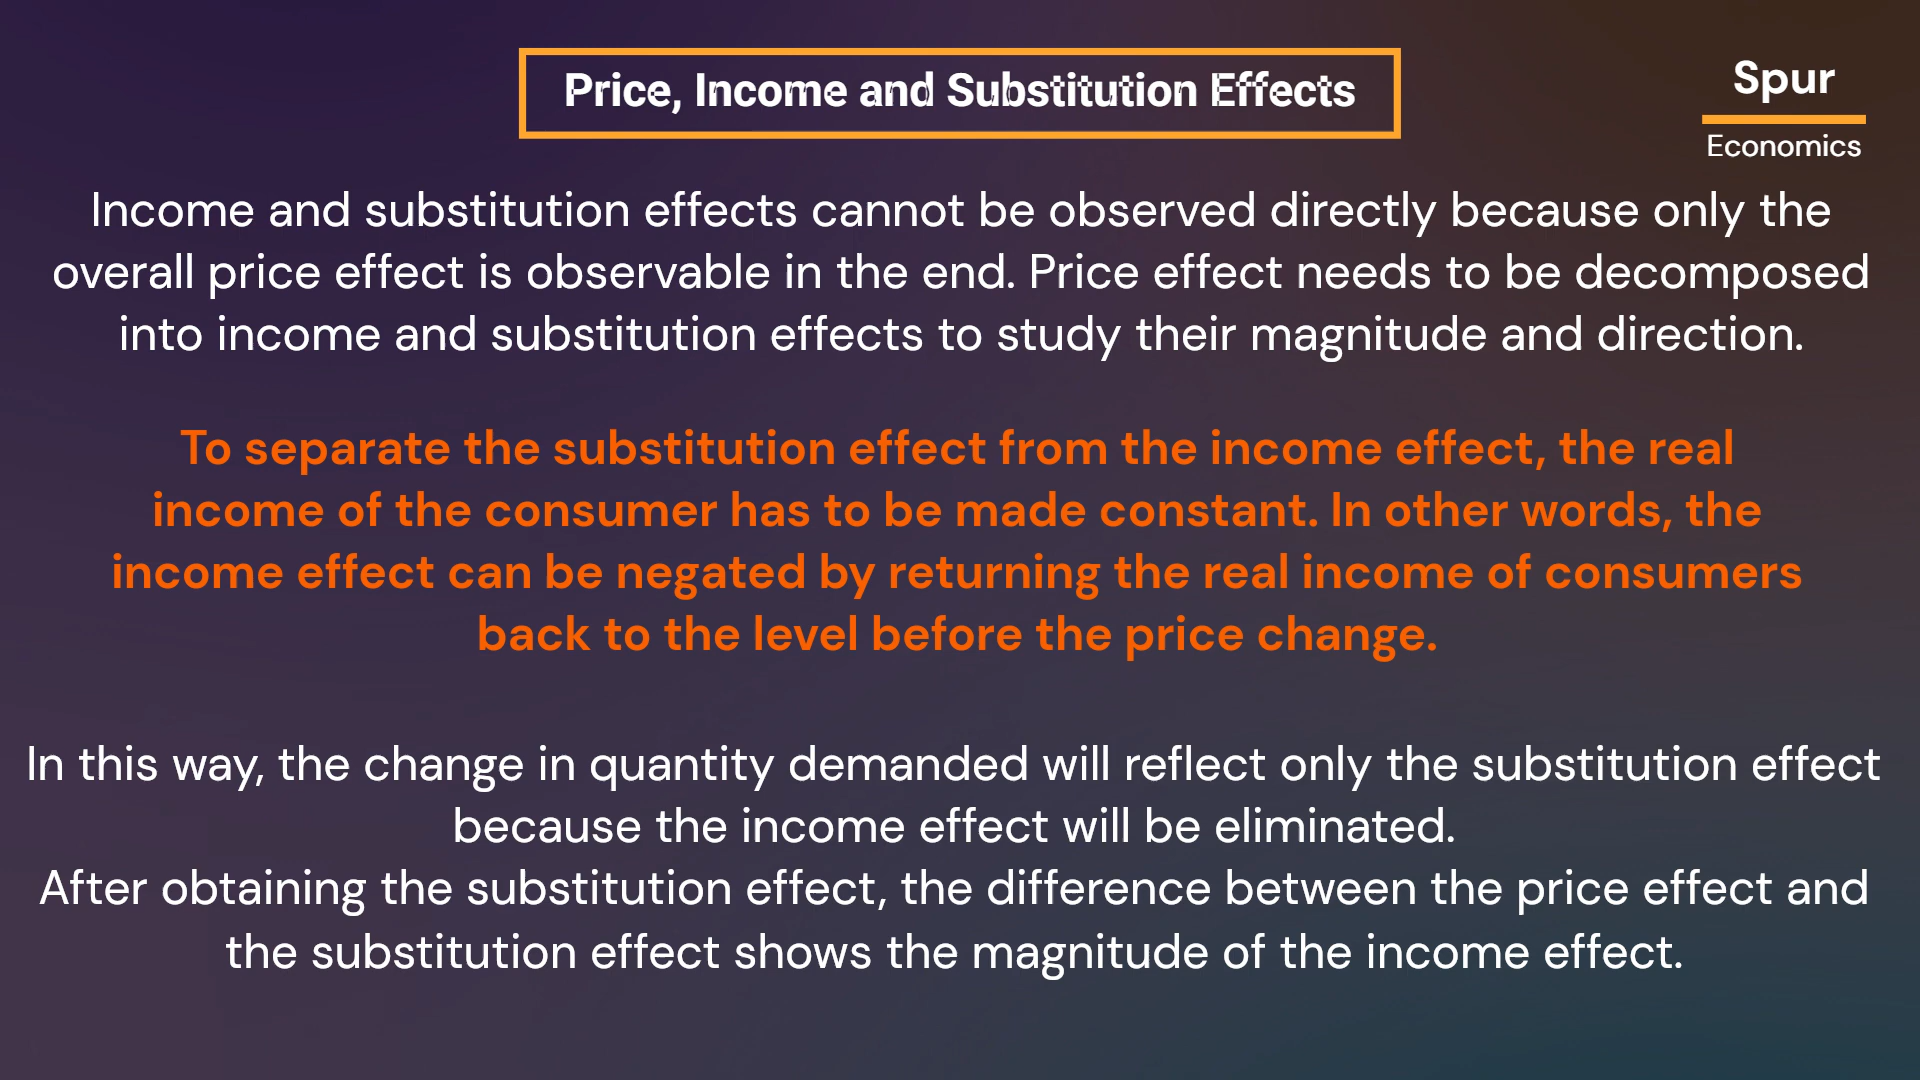 Price, Income and Substitution Effects
Spur
Economics
Income and substitution effects cannot be observed directly because only the
overall price effect is observable in the end. Price effect needs to be decomposed
into income and substitution effects to study their magnitude and direction.
To separate the substitution effect from the income effect, the real
income of the consumer has to be made constant. In other words, the
income effect can be negated by returning the real income of consumers
back to the level before the price change.
In this way, the change in quantity demanded will reflect only the substitution effect
because the income effect will be eliminated.
After obtaining the substitution effect, the difference between the price effect and
the substitution effect shows the magnitude of the income effect.